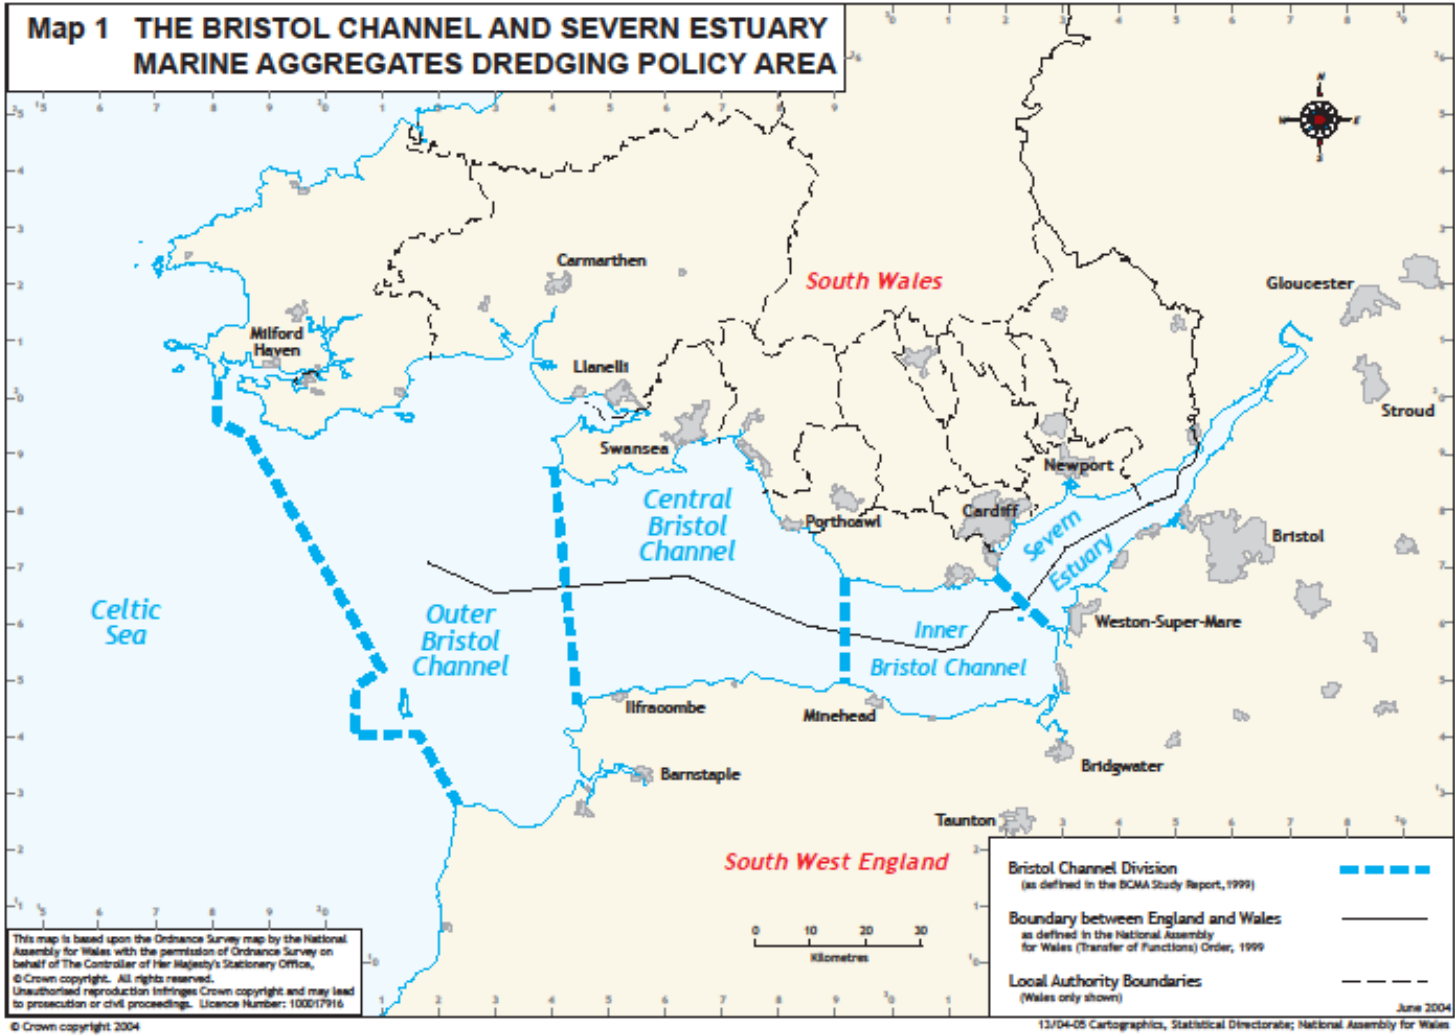 Map 1 THE BRISTOL CHANNEL AND SEVERN ESTUARY
MARINE AGGREGATES DREDGING POLICY AREA
N
W
E
S
Carmarthen
South Wales
Gloucester
Milford
Haven
Llanelli
Stroud
Swansea
Newport
Central
Bristol
Channel
Porthcawl
Cardiff
Severn
Estuary
Bristol
Celtic
Sea
Outer
Bristol
Channel
Inner
Bristol Channel
Weston-Super-Mare
Ilfracombe
Minehead
Barnstaple
Bridgwater
Taunton
South West England
0 10 20 30
Kilometres
Bristol Channel Division
(as defined in the BCMA Study Report, 1999)
Boundary between England and Wales
as defined in the National Assembly
for Wales (Transfer of Functions) Order, 1999
Local Authority Boundaries
(Wales only shown)
This map is based upon the Ordnance Survey map by the National
Assembly for Wales with the permission of Ordnance Survey on
behalf of The Controller of Her Majesty's Stationery Office,
© Crown copyright. All rights reserved.
Unauthorised reproduction infringes Crown copyright and may lead
to prosecution or civil proceedings. Licence Number: 100017916
June 2004
© Crown copyright 2004
13/04-05 Cartographics, Statistical Directorate; National Assembly for Wales